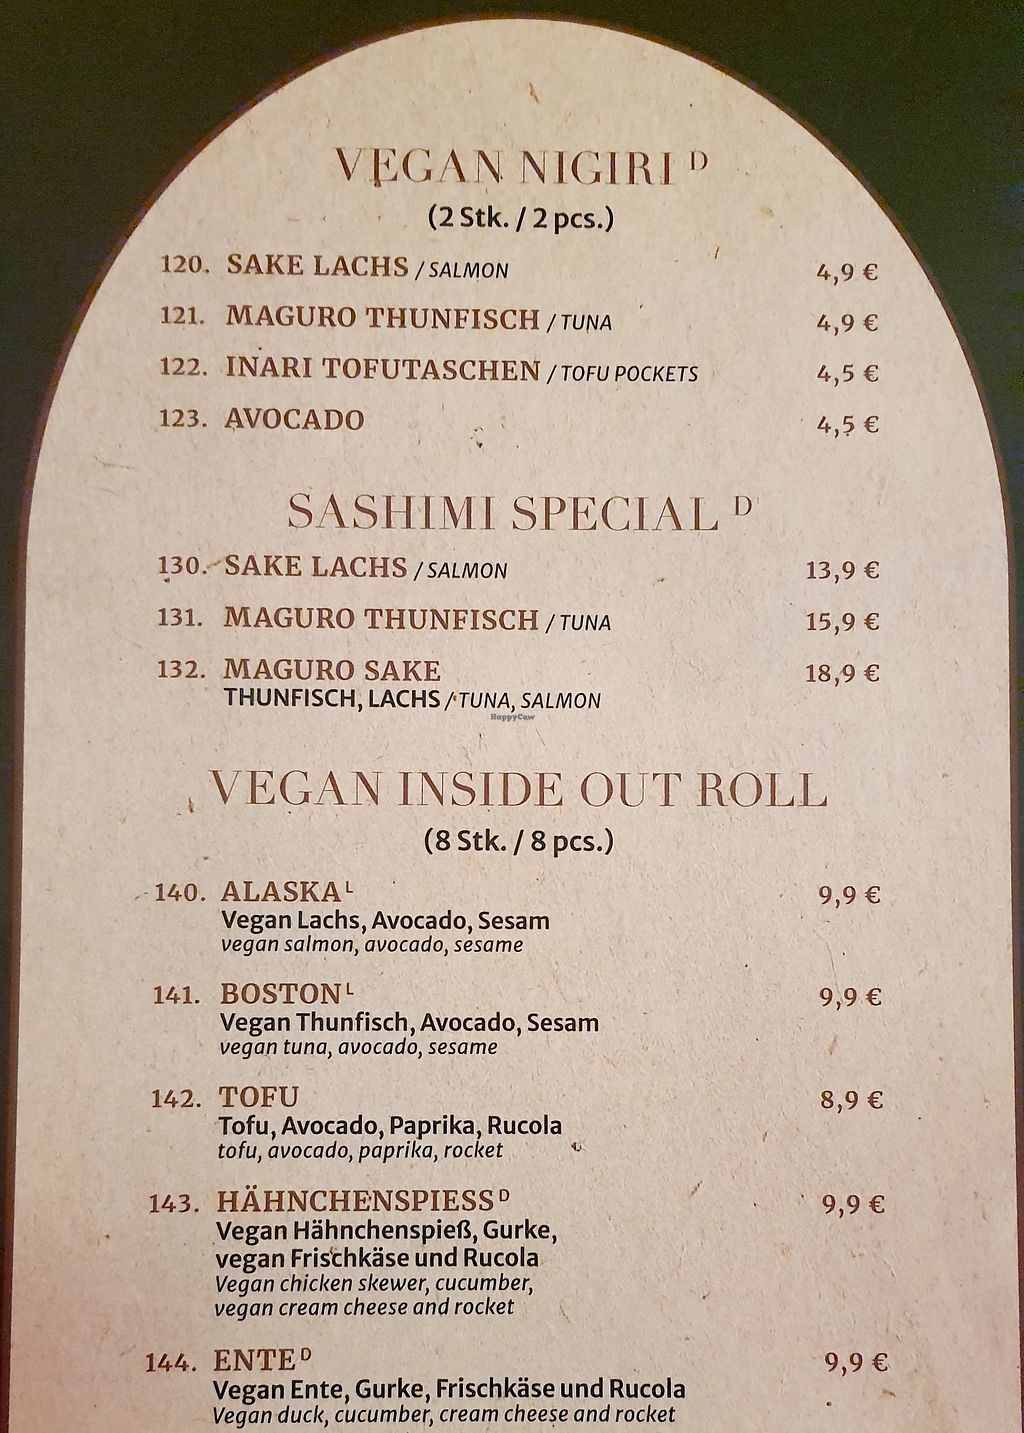 VEGAN NIGIRI D
(2 Stk. / 2 pcs.)
120. SAKE LACHS / SALMON 4,9 €
121. MAGURO THUNFISCH / TUNA 4,9 €
122. INARI TOFUTASCHEN / TOFU POCKETS 4,5 €
123. AVOCADO 4,5 €
SASHIMI SPECIAL D
130. SAKE LACHS / SALMON 13,9 €
131. MAGURO THUNFISCH / TUNA 15,9 €
132. MAGURO SAKE 18,9 €
THUNFISCH, LACHS / TUNA, SALMON
HappyCow
VEGAN INSIDE OUT ROLL
(8 Stk. / 8 pcs.)
140. ALASKA L 9,9 €
Vegan Lachs, Avocado, Sesam
vegan salmon, avocado, sesame
141. BOSTON L 9,9 €
Vegan Thunfisch, Avocado, Sesam
vegan tuna, avocado, sesame
142. TOFU 8,9 €
Tofu, Avocado, Paprika, Rucola
tofu, avocado, paprika, rocket
143. HÄHNCHENSPIESS D 9,9 €
Vegan Hähnchenspieß, Gurke,
vegan Frischkäse und Rucola
Vegan chicken skewer, cucumber,
vegan cream cheese and rocket
144. ENTE D 9,9 €
Vegan Ente, Gurke, Frischkäse und Rucola
Vegan duck, cucumber, cream cheese and rocket